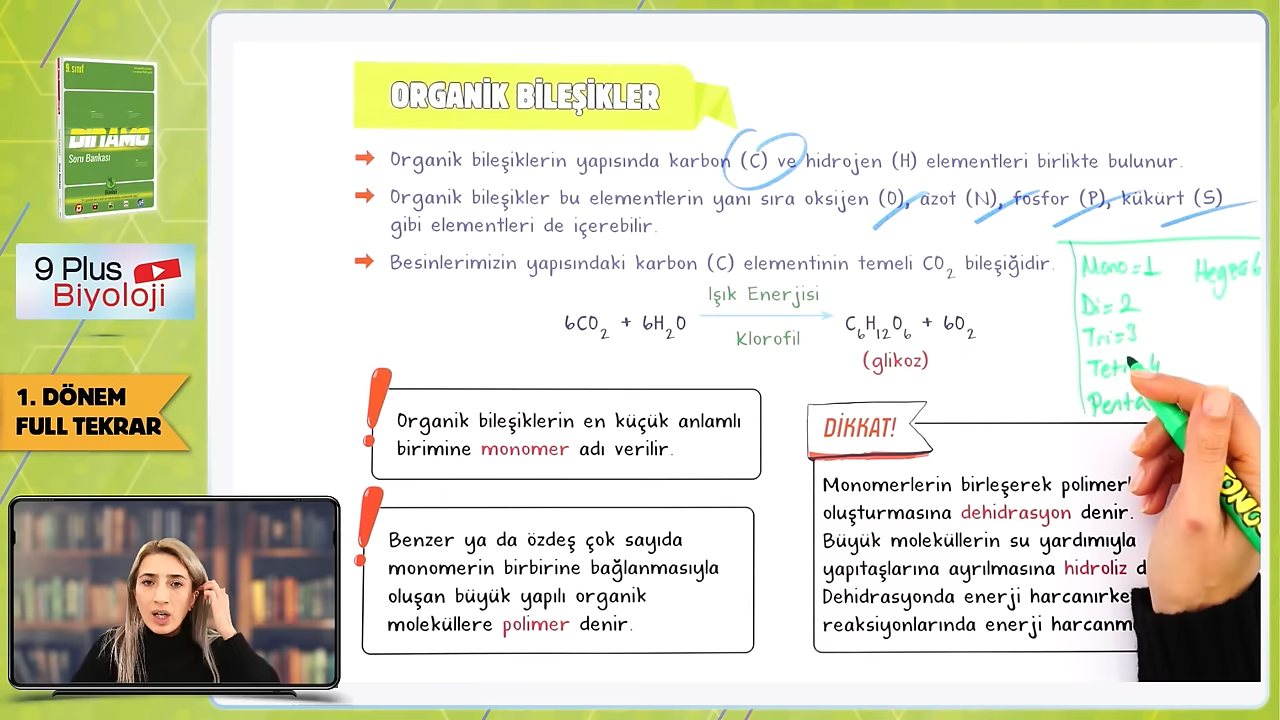 9. sınıf
DINAMO
Soru Bankası
9 Plus
Biyoloji
1. DÖNEM
FULL TEKRAR
ORGANİK BİLEŞİKLER
Organik bileşiklerin yapısında karbon (C) ve hidrojen (H) elementleri birlikte bulunur.
Organik bileşikler bu elementlerin yanı sıra oksijen (O), azot (N), fosfor (P), kükürt (S)
gibi elementleri de içerebilir.
Besinlerimizin yapısındaki karbon (C) elementinin temeli CO₂ bileşiğidir.
Işık Enerjisi
6CO₂ + 6H₂O C₆H₁₂O₆ + 6O₂
Klorofil
(glikoz)
Mono=1
Di=2
Tri=3
Penta
Organik bileşiklerin en küçük anlamlı
birimine monomer adı verilir.
Benzer ya da özdeş çok sayıda
monomerin birbirine bağlanmasıyla
oluşan büyük yapılı organik
moleküllere polimer denir.
DİKKAT!
Monomerlerin birleşerek polimerl
oluşturmasına dehidrasyon denir.
Büyük moleküllerin su yardımıyla
yapıtaşlarına ayrılmasına hidroliz d
Dehidrasyonda enerji harcanırke
reaksiyonlarında enerji harcanm